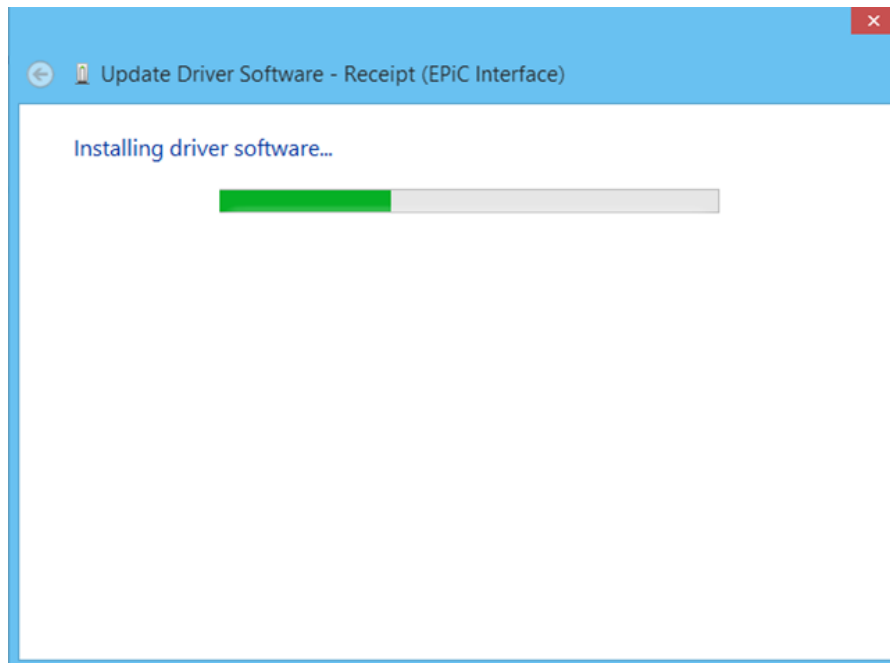 Update Driver Software - Receipt (EPiC Interface)
Installing driver software...